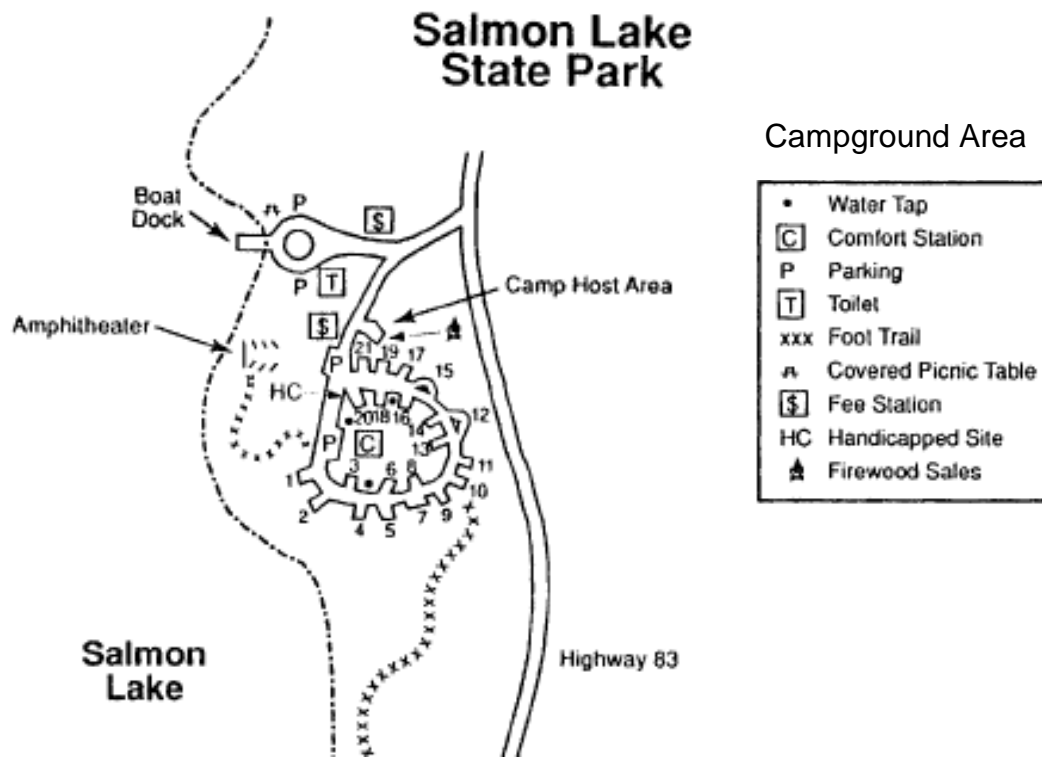 Salmon Lake
State Park
Campground Area
• Water Tap
C Comfort Station
P Parking
T Toilet
xxx Foot Trail
Covered Picnic Table
$ Fee Station
HC Handicapped Site
Firewood Sales
Boat
Dock
P
$
P
T
Camp Host Area
Amphitheater
$
21
19
17
P
15
HC
20
18
16
12
14
C
13
P
3
6
8
11
1
10
2
4
5
7
9
Highway 83
Salmon
Lake